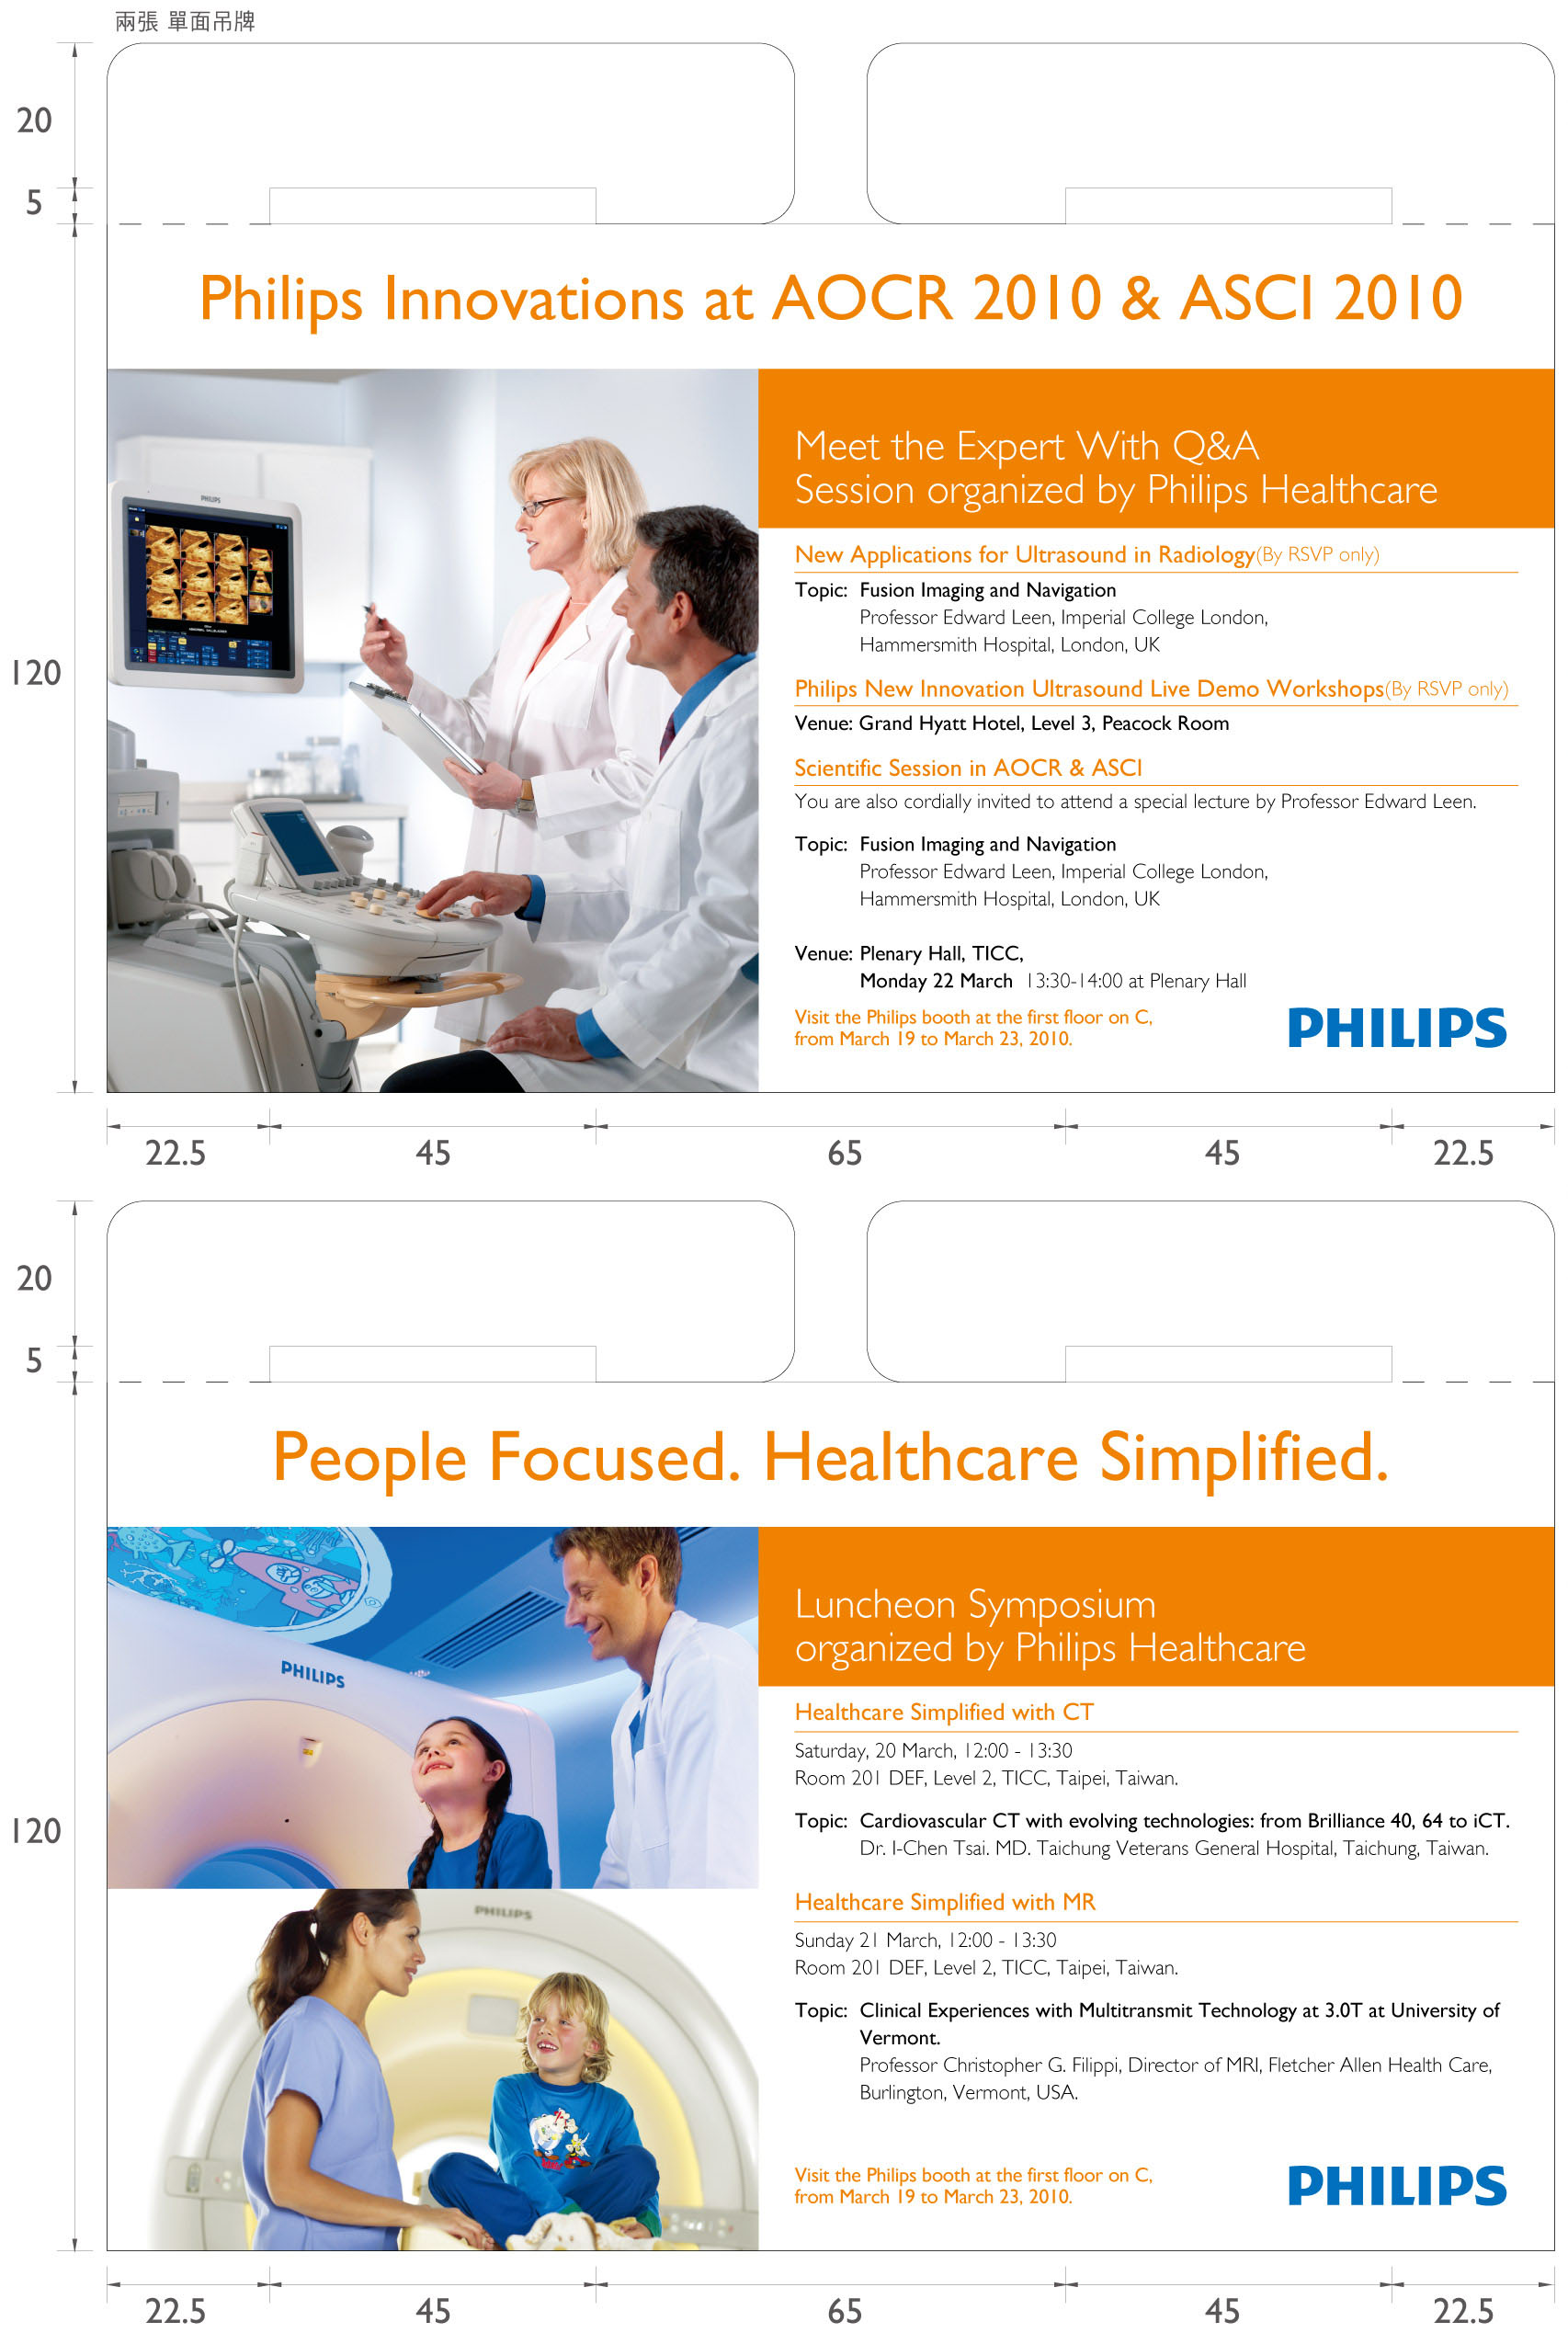 兩張 單面吊牌
20
5
120
Philips Innovations at AOCR 2010 & ASCI 2010
PHILIPS
Meet the Expert With Q&A
Session organized by Philips Healthcare
New Applications for Ultrasound in Radiology(By RSVP only)
Topic: Fusion Imaging and Navigation
Professor Edward Leen, Imperial College London,
Hammersmith Hospital, London, UK
Philips New Innovation Ultrasound Live Demo Workshops(By RSVP only)
Venue: Grand Hyatt Hotel, Level 3, Peacock Room
Scientific Session in AOCR & ASCI
You are also cordially invited to attend a special lecture by Professor Edward Leen.
Topic: Fusion Imaging and Navigation
Professor Edward Leen, Imperial College London,
Hammersmith Hospital, London, UK
Venue: Plenary Hall, TICC,
Monday 22 March 13:30-14:00 at Plenary Hall
Visit the Philips booth at the first floor on C,
from March 19 to March 23, 2010.
PHILIPS
22.5 45 65 45 22.5
20
5
120
People Focused. Healthcare Simplified.
PHILIPS
PHILIPS
Luncheon Symposium
organized by Philips Healthcare
Healthcare Simplified with CT
Saturday, 20 March, 12:00 - 13:30
Room 201 DEF, Level 2, TICC, Taipei, Taiwan.
Topic: Cardiovascular CT with evolving technologies: from Brilliance 40, 64 to iCT.
Dr. I-Chen Tsai. MD. Taichung Veterans General Hospital, Taichung, Taiwan.
Healthcare Simplified with MR
Sunday 21 March, 12:00 - 13:30
Room 201 DEF, Level 2, TICC, Taipei, Taiwan.
Topic: Clinical Experiences with Multitransmit Technology at 3.0T at University of
Vermont.
Professor Christopher G. Filippi, Director of MRI, Fletcher Allen Health Care,
Burlington, Vermont, USA.
Visit the Philips booth at the first floor on C,
from March 19 to March 23, 2010.
PHILIPS
22.5 45 65 45 22.5